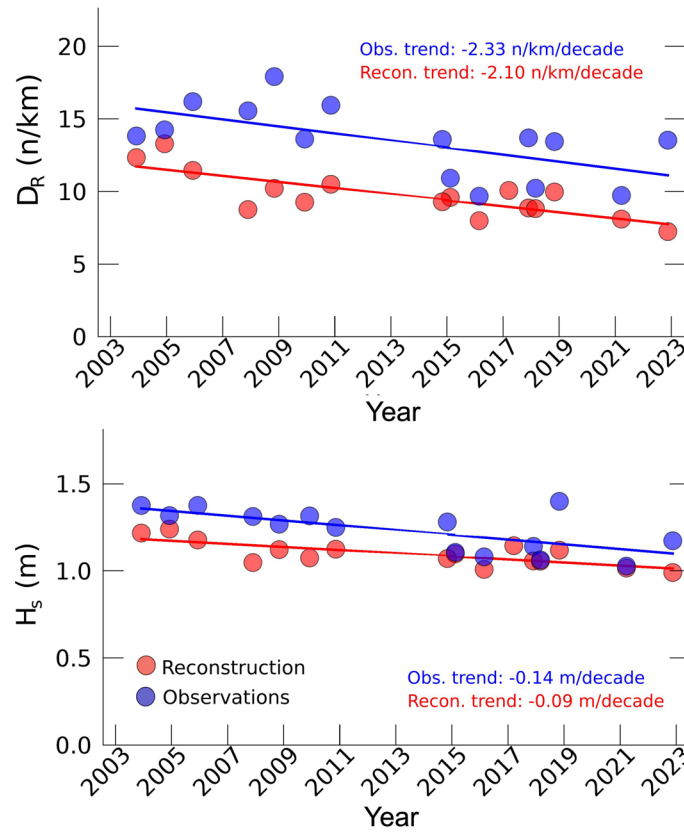 Obs. trend: -2.33 n/km/decade
Recon. trend: -2.10 n/km/decade
20
15
10
5
0
D_R (n/km)
2003 2005 2007 2009 2011 2013 2015 2017 2019 2021 2023
Year
1.5
1.0
0.5
0.0
H_s (m)
Reconstruction
Observations
Obs. trend: -0.14 m/decade
Recon. trend: -0.09 m/decade
2003 2005 2007 2009 2011 2013 2015 2017 2019 2021 2023
Year